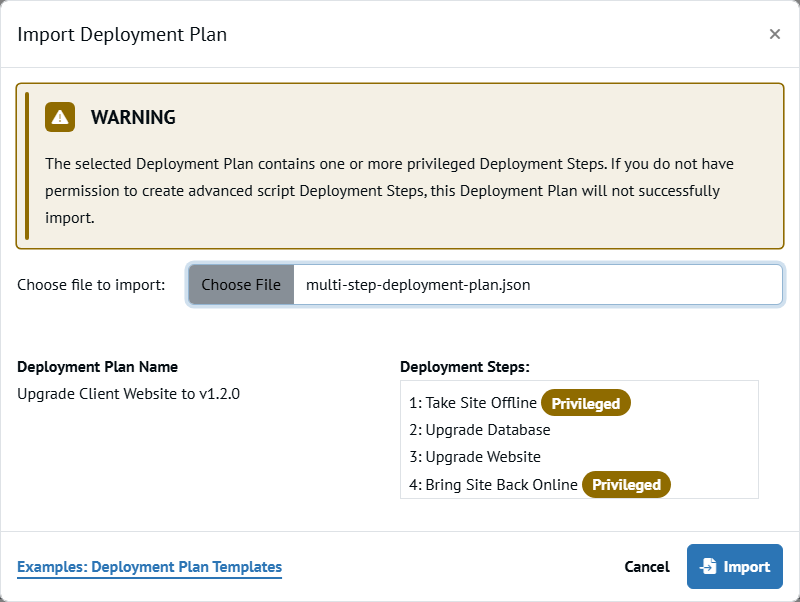 Import Deployment Plan
×
WARNING
The selected Deployment Plan contains one or more privileged Deployment Steps. If you do not have
permission to create advanced script Deployment Steps, this Deployment Plan will not successfully
import.
Choose file to import:
Choose File
multi-step-deployment-plan.json
Deployment Plan Name
Upgrade Client Website to v1.2.0
Deployment Steps:
1: Take Site Offline Privileged
2: Upgrade Database
3: Upgrade Website
4: Bring Site Back Online Privileged
Examples: Deployment Plan Templates
Cancel
Import